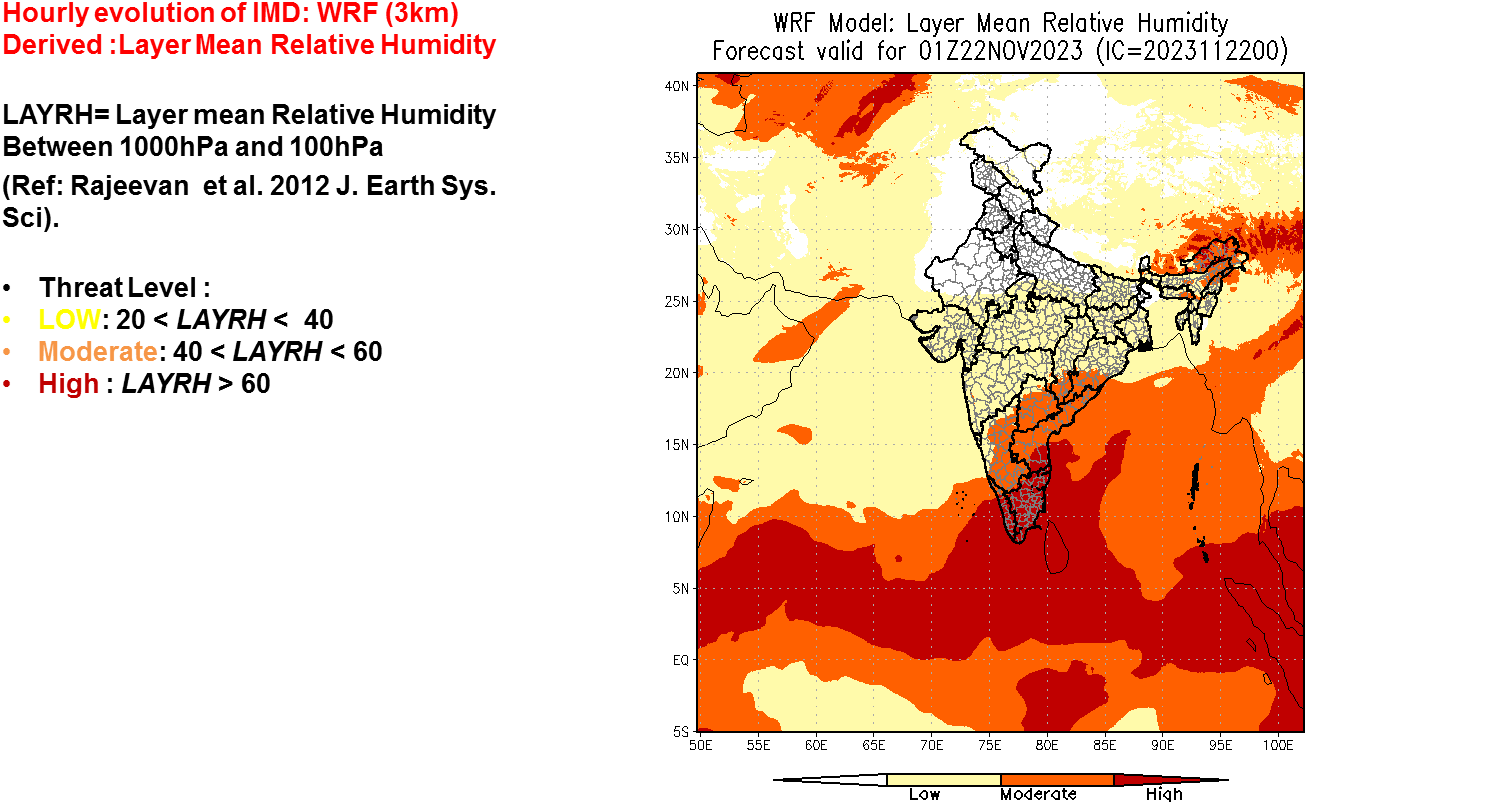 Hourly evolution of IMD: WRF (3km)
Derived :Layer Mean Relative Humidity
LAYRH= Layer mean Relative Humidity
Between 1000hPa and 100hPa
(Ref: Rajeevan et al. 2012 J. Earth Sys.
Sci).
• Threat Level :
• LOW: 20 < LAYRH < 40
• Moderate: 40 < LAYRH < 60
• High : LAYRH > 60
WRF Model: Layer Mean Relative Humidity
Forecast valid for 01Z22NOV2023 (IC=2023112200)
40N
35N
30N
25N
20N
15N
10N
5N
EQ
5S
50E 55E 60E 65E 70E 75E 80E 85E 90E 95E 100E
Low Moderate High